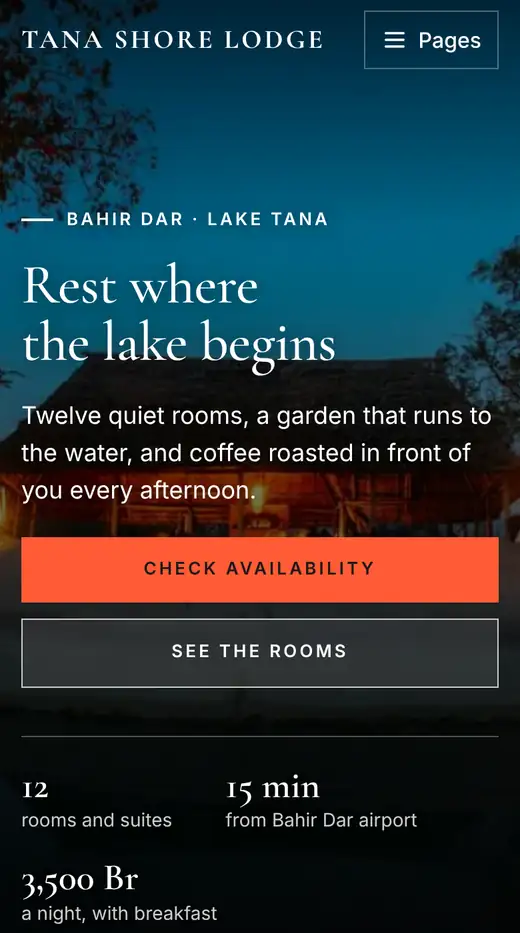 TANA SHORE LODGE
Pages
BAHIR DAR · LAKE TANA
Rest where
the lake begins
Twelve quiet rooms, a garden that runs to
the water, and coffee roasted in front of
you every afternoon.
CHECK AVAILABILITY
SEE THE ROOMS
12
rooms and suites
15 min
from Bahir Dar airport
3,500 Br
a night, with breakfast